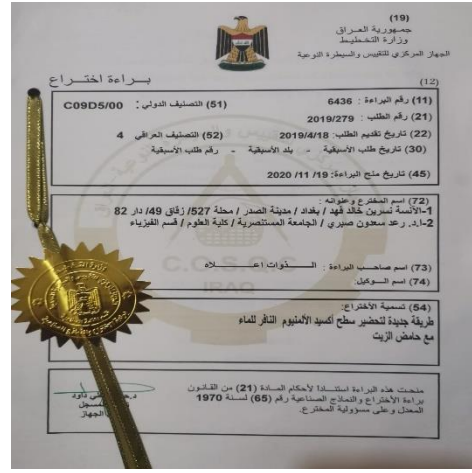 (19)
جمهورية العراق
وزارة التخطيط
الجهاز المركزي للتقييس والسيطرة النوعية
براءة اختراع
(12)
(11) رقم البراءة : 6436 (51) التصنيف الدولي : C09D5/00
(21) رقم الطلب : 2019/279
(22) تاريخ تقديم الطلب: 2019/4/18 (52) التصنيف العراقي 4
(30) تاريخ طلب الأسبقية - بلد الأسبقية - رقم طلب الأسبقية -
(45) تاريخ منح البراءة: 19/ 11/ 2020
(72) اسم المخترع وعنوانه :
1-الآنسة نسرين خالد فهد / بغداد / مدينة الصدر / محلة 527/ زقاق 49/ دار 82
2-ا.د. رعد سعدون صبري / الجامعة المستنصرية / كلية العلوم / قسم الفيزياء
(73) اسم صاحب البراءة : الذوات اعلاه
(74) اسم الوكيل:
C.O.S.Q.C
IRAQ
(54) تسمية الأختراع:
طريقة جديدة لتحضير سطح أكسيد الألمنيوم النافر للماء
مع حامض الزيت
منحت هذه البراءة استناداً لأحكام المادة (21) من القانون
براءة الأختراع والنماذج الصناعية رقم (65) لسنة 1970
المعدل وعلى مسؤولية المخترع.
داود
الجهاز